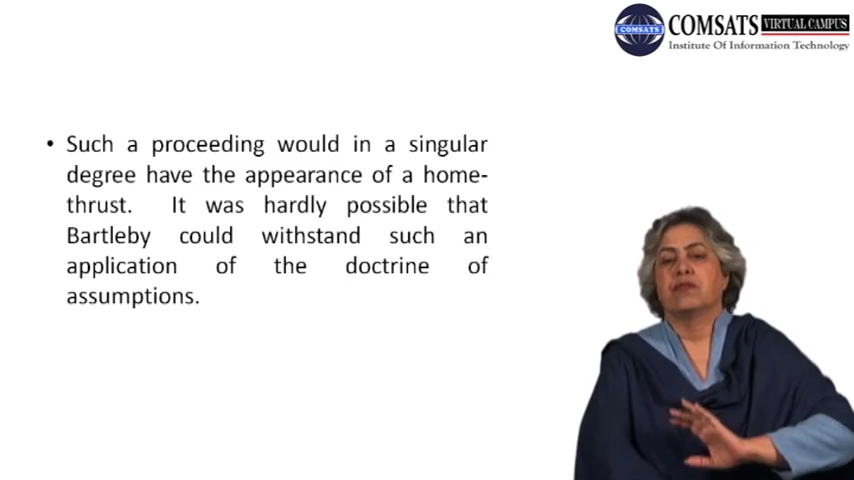 COMSATS
COMSATS VIRTUAL CAMPUS
Institute Of Information Technology
• Such a proceeding would in a singular
degree have the appearance of a home-
thrust. It was hardly possible that
Bartleby could withstand such an
application of the doctrine of
assumptions.